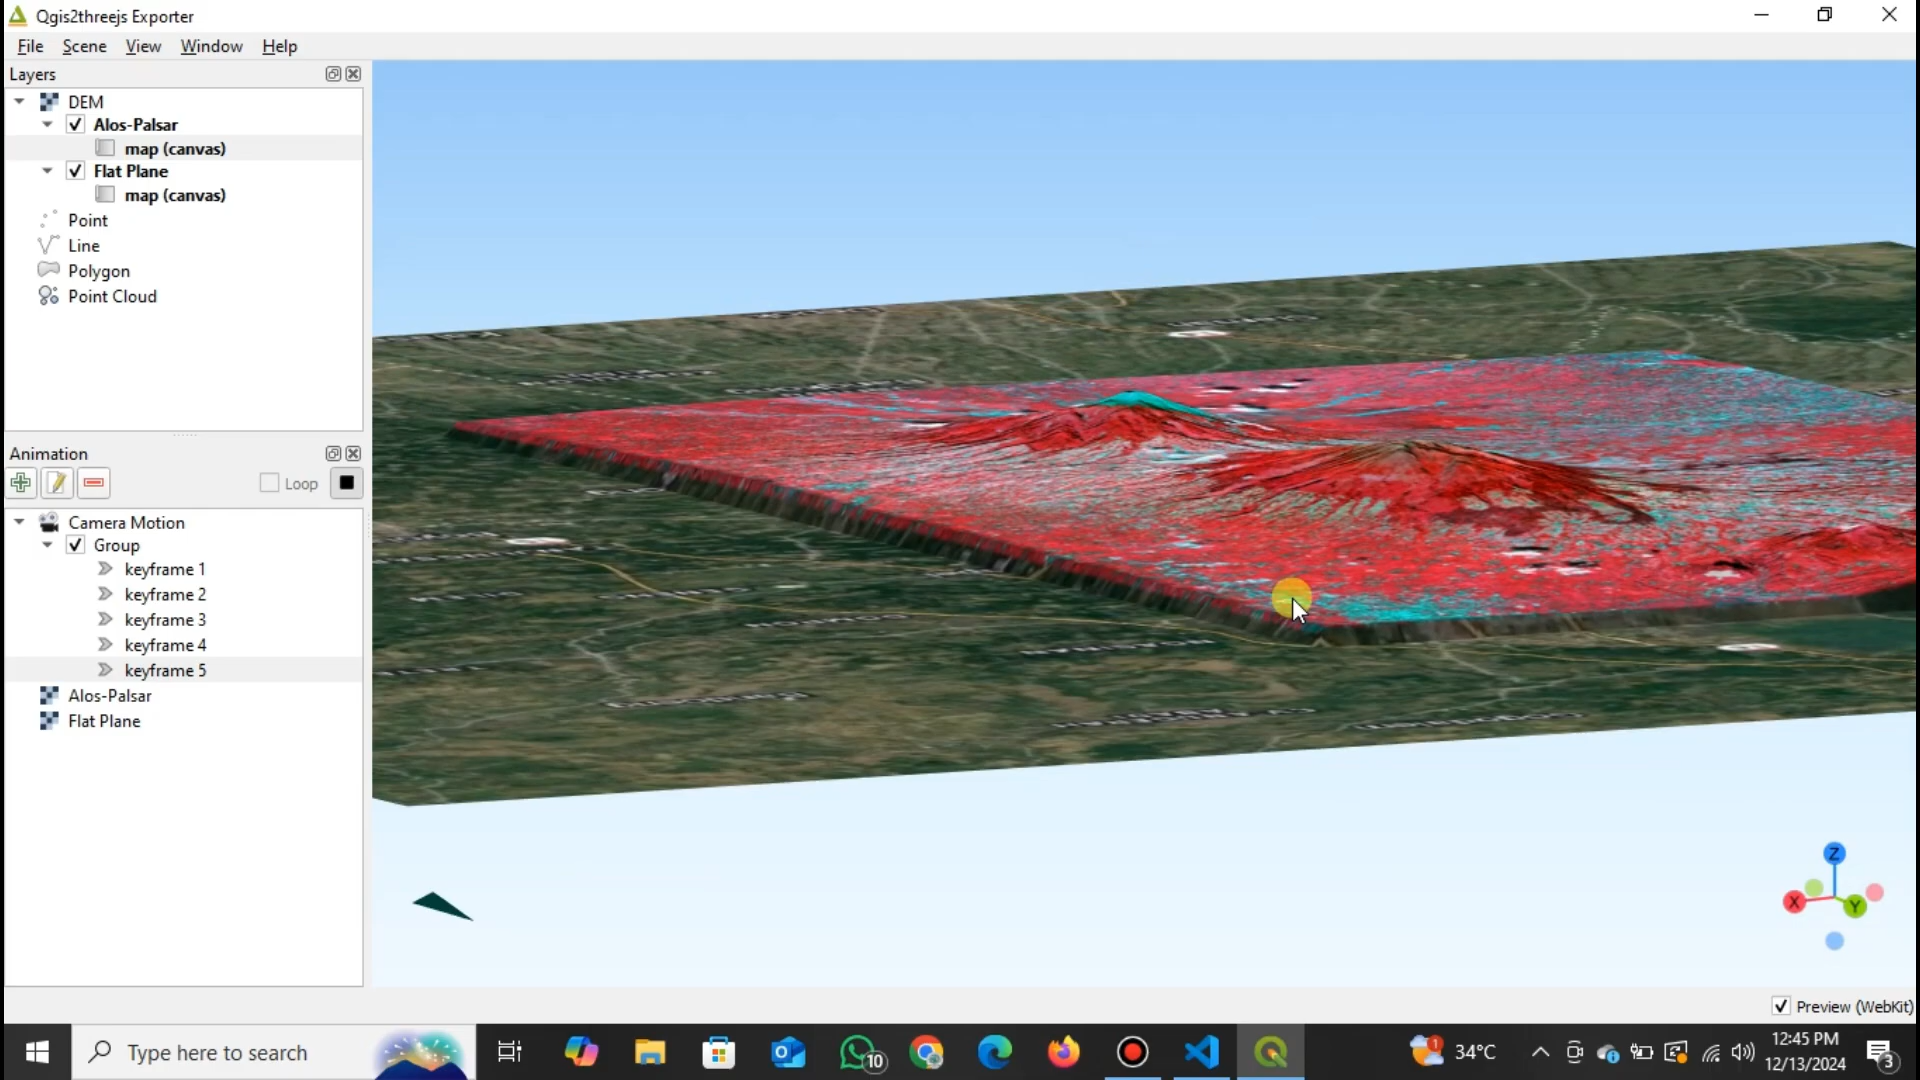 Qgis2threejs Exporter
File Scene View Window Help
Layers
DEM
Alos-Palsar
map (canvas)
Flat Plane
map (canvas)
Point
Line
Polygon
Point Cloud
Animation
Loop
Camera Motion
Group
keyframe 1
keyframe 2
keyframe 3
keyframe 4
keyframe 5
Alos-Palsar
Flat Plane
Z
X
Y
Preview (WebKit)
Type here to search
10
1
34°C
12:45 PM
12/13/2024
3